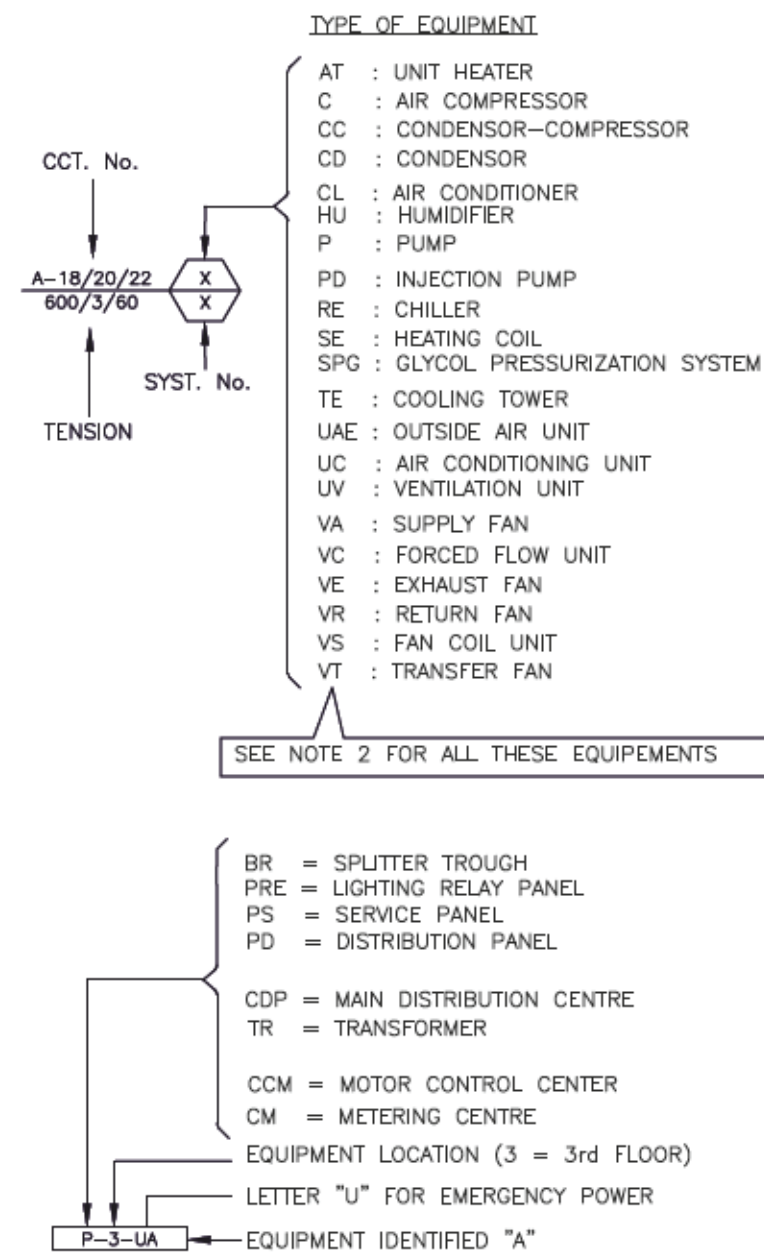 TYPE OF EQUIPMENT
AT : UNIT HEATER
C : AIR COMPRESSOR
CC : CONDENSOR-COMPRESSOR
CD : CONDENSOR
CL : AIR CONDITIONER
HU : HUMIDIFIER
P : PUMP
PD : INJECTION PUMP
RE : CHILLER
SE : HEATING COIL
SPG : GLYCOL PRESSURIZATION SYSTEM
TE : COOLING TOWER
UAE : OUTSIDE AIR UNIT
UC : AIR CONDITIONING UNIT
UV : VENTILATION UNIT
VA : SUPPLY FAN
VC : FORCED FLOW UNIT
VE : EXHAUST FAN
VR : RETURN FAN
VS : FAN COIL UNIT
VT : TRANSFER FAN
CCT. No.
A-18/20/22 X
600/3/60 X
SYST. No.
TENSION
SEE NOTE 2 FOR ALL THESE EQUIPEMENTS
BR = SPLITTER TROUGH
PRE = LIGHTING RELAY PANEL
PS = SERVICE PANEL
PD = DISTRIBUTION PANEL
CDP = MAIN DISTRIBUTION CENTRE
TR = TRANSFORMER
CCM = MOTOR CONTROL CENTER
CM = METERING CENTRE
EQUIPMENT LOCATION (3 = 3rd FLOOR)
LETTER "U" FOR EMERGENCY POWER
P-3-UA EQUIPMENT IDENTIFIED "A"